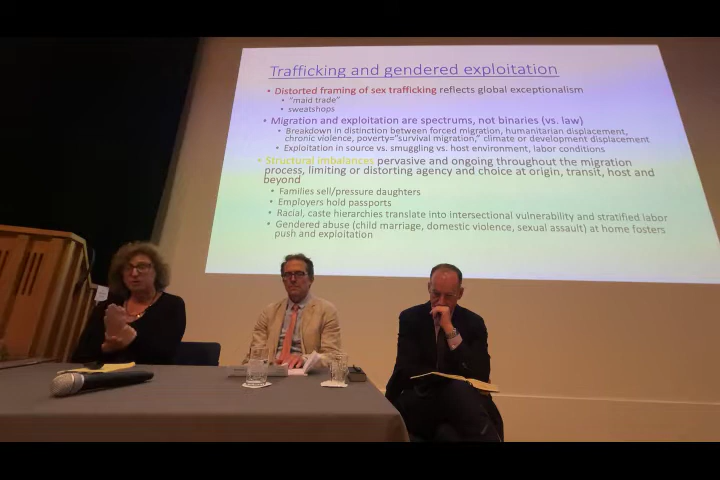 Trafficking and gendered exploitation
• Distorted framing of sex trafficking reflects global exceptionalism
• "maid trade"
• sweatshops
• Migration and exploitation are spectrums, not binaries (vs. law)
• Breakdown in distinction between forced migration, humanitarian displacement,
chronic violence, poverty="survival migration," climate or development displacement
• Exploitation in source vs. smuggling vs. host environment, labor conditions
• Structural imbalances pervasive and ongoing throughout the migration
process, limiting or distorting agency and choice at origin, transit, host and
beyond
• Families sell/pressure daughters
• Employers hold passports
• Racial, caste hierarchies translate into intersectional vulnerability and stratified labor
• Gendered abuse (child marriage, domestic violence, sexual assault) at home fosters
push and exploitation